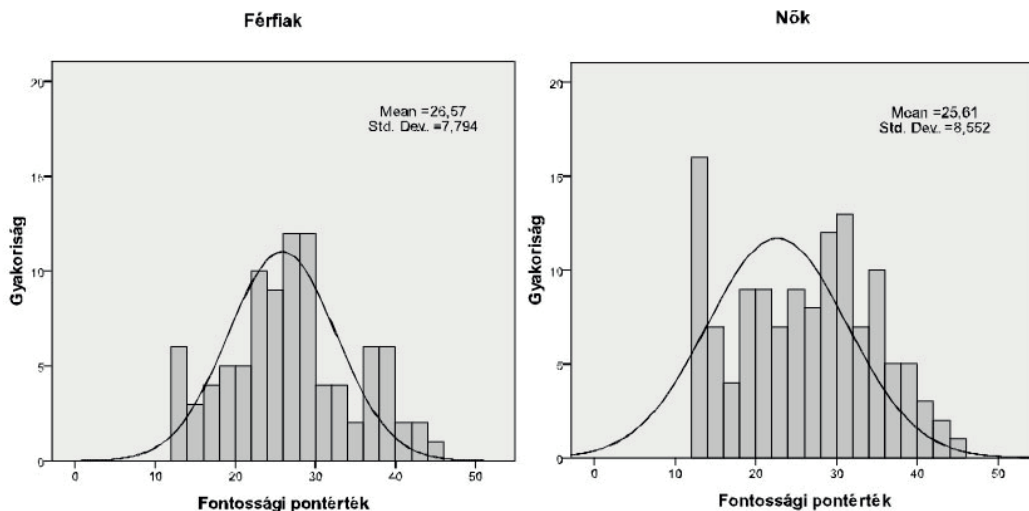 Férfiak
20
15
10
5
0
Mean =26,57
Std. Dev. =7,794
Gyakoriság
0 10 20 30 40 50
Fontossági pontérték
Nők
20
15
10
5
0
Mean =25,61
Std. Dev. =8,552
Gyakoriság
0 10 20 30 40 50
Fontossági pontérték